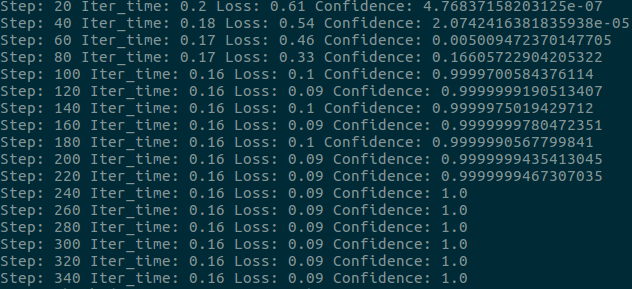 Step: 20 Iter_time: 0.2 Loss: 0.61 Confidence: 4.76837158203125e-07
Step: 40 Iter_time: 0.18 Loss: 0.54 Confidence: 2.0742416381835938e-05
Step: 60 Iter_time: 0.17 Loss: 0.46 Confidence: 0.005009472370147705
Step: 80 Iter_time: 0.17 Loss: 0.33 Confidence: 0.16605722904205322
Step: 100 Iter_time: 0.16 Loss: 0.1 Confidence: 0.9999700584376114
Step: 120 Iter_time: 0.16 Loss: 0.09 Confidence: 0.9999999190513407
Step: 140 Iter_time: 0.16 Loss: 0.1 Confidence: 0.9999975019429712
Step: 160 Iter_time: 0.16 Loss: 0.09 Confidence: 0.9999999780472351
Step: 180 Iter_time: 0.16 Loss: 0.1 Confidence: 0.9999990567799841
Step: 200 Iter_time: 0.16 Loss: 0.09 Confidence: 0.9999999435413045
Step: 220 Iter_time: 0.16 Loss: 0.09 Confidence: 0.9999999467307035
Step: 240 Iter_time: 0.16 Loss: 0.09 Confidence: 1.0
Step: 260 Iter_time: 0.16 Loss: 0.09 Confidence: 1.0
Step: 280 Iter_time: 0.16 Loss: 0.09 Confidence: 1.0
Step: 300 Iter_time: 0.16 Loss: 0.09 Confidence: 1.0
Step: 320 Iter_time: 0.16 Loss: 0.09 Confidence: 1.0
Step: 340 Iter_time: 0.16 Loss: 0.09 Confidence: 1.0